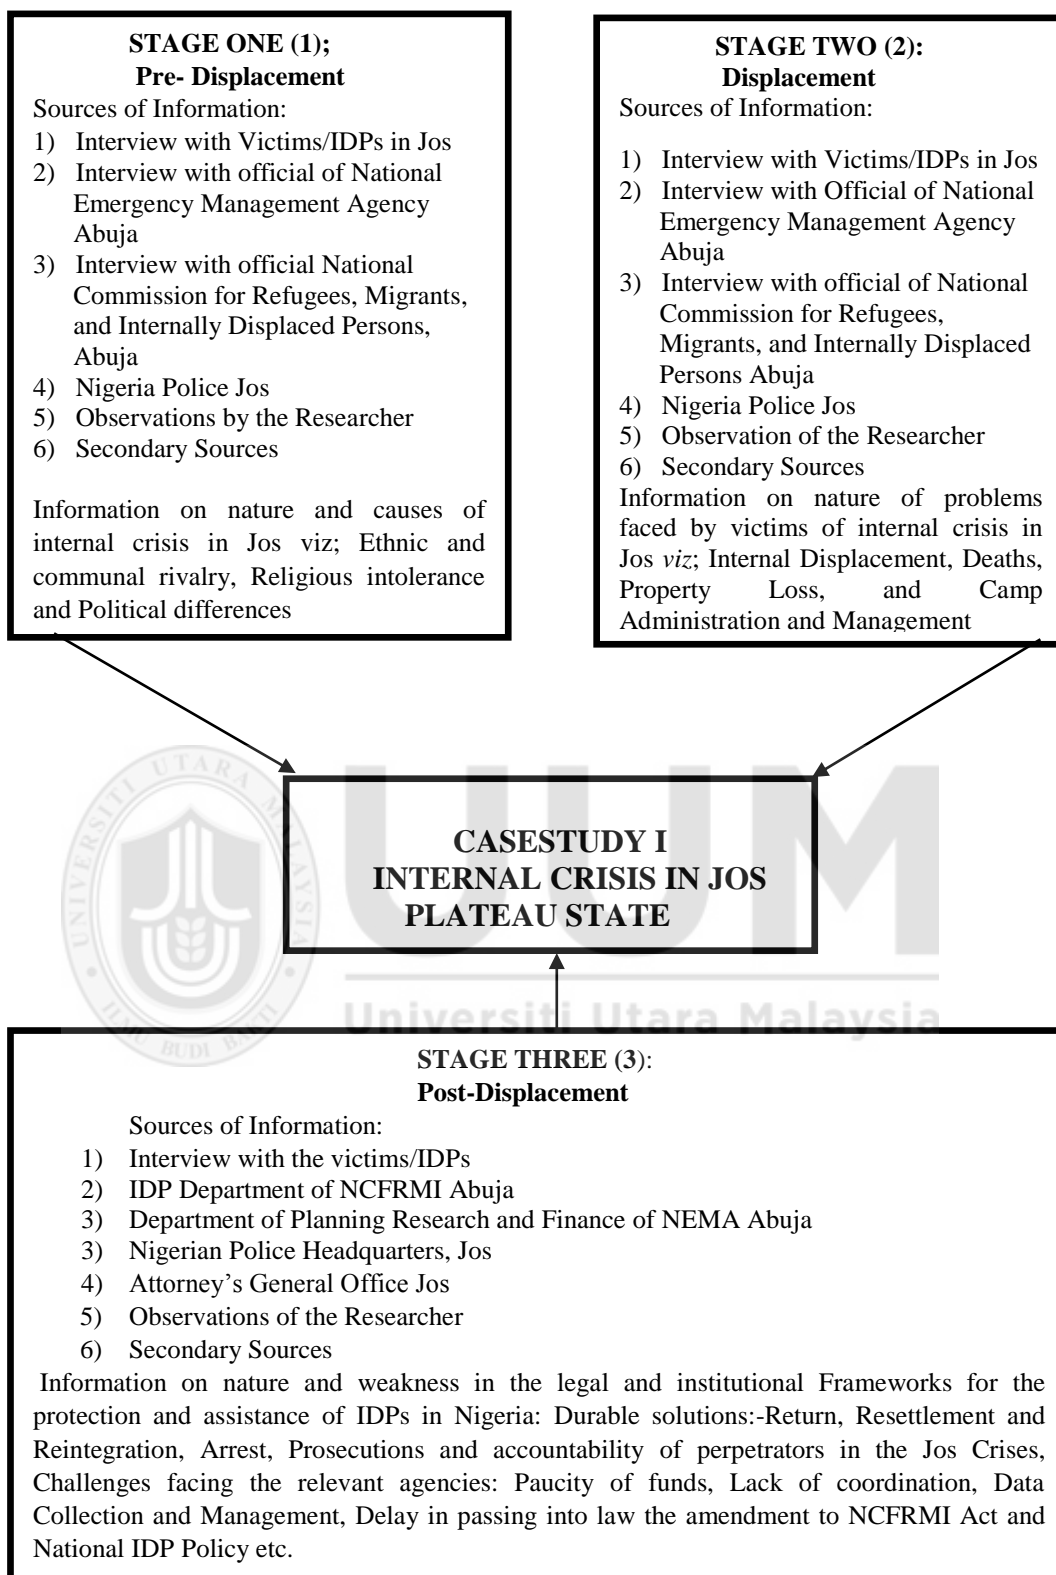 STAGE ONE (1);
Pre- Displacement
Sources of Information:
1) Interview with Victims/IDPs in Jos
2) Interview with official of National
Emergency Management Agency
Abuja
3) Interview with official National
Commission for Refugees, Migrants,
and Internally Displaced Persons,
Abuja
4) Nigeria Police Jos
5) Observations by the Researcher
6) Secondary Sources
Information on nature and causes of
internal crisis in Jos viz; Ethnic and
communal rivalry, Religious intolerance
and Political differences
STAGE TWO (2):
Displacement
Sources of Information:
1) Interview with Victims/IDPs in Jos
2) Interview with Official of National
Emergency Management Agency
Abuja
3) Interview with official of National
Commission for Refugees,
Migrants, and Internally Displaced
Persons Abuja
4) Nigeria Police Jos
5) Observation of the Researcher
6) Secondary Sources
Information on nature of problems
faced by victims of internal crisis in
Jos viz; Internal Displacement, Deaths,
Property Loss, and Camp
Administration and Management
UNIVERSITI UTARA MALAYSIA
ILMU BUDI BAKTI
UUM
Universiti Utara Malaysia
CASESTUDY I
INTERNAL CRISIS IN JOS
PLATEAU STATE
STAGE THREE (3):
Post-Displacement
Sources of Information:
1) Interview with the victims/IDPs
2) IDP Department of NCFRMI Abuja
3) Department of Planning Research and Finance of NEMA Abuja
3) Nigerian Police Headquarters, Jos
4) Attorney's General Office Jos
5) Observations of the Researcher
6) Secondary Sources
Information on nature and weakness in the legal and institutional Frameworks for the
protection and assistance of IDPs in Nigeria: Durable solutions:-Return, Resettlement and
Reintegration, Arrest, Prosecutions and accountability of perpetrators in the Jos Crises,
Challenges facing the relevant agencies: Paucity of funds, Lack of coordination, Data
Collection and Management, Delay in passing into law the amendment to NCFRMI Act and
National IDP Policy etc.